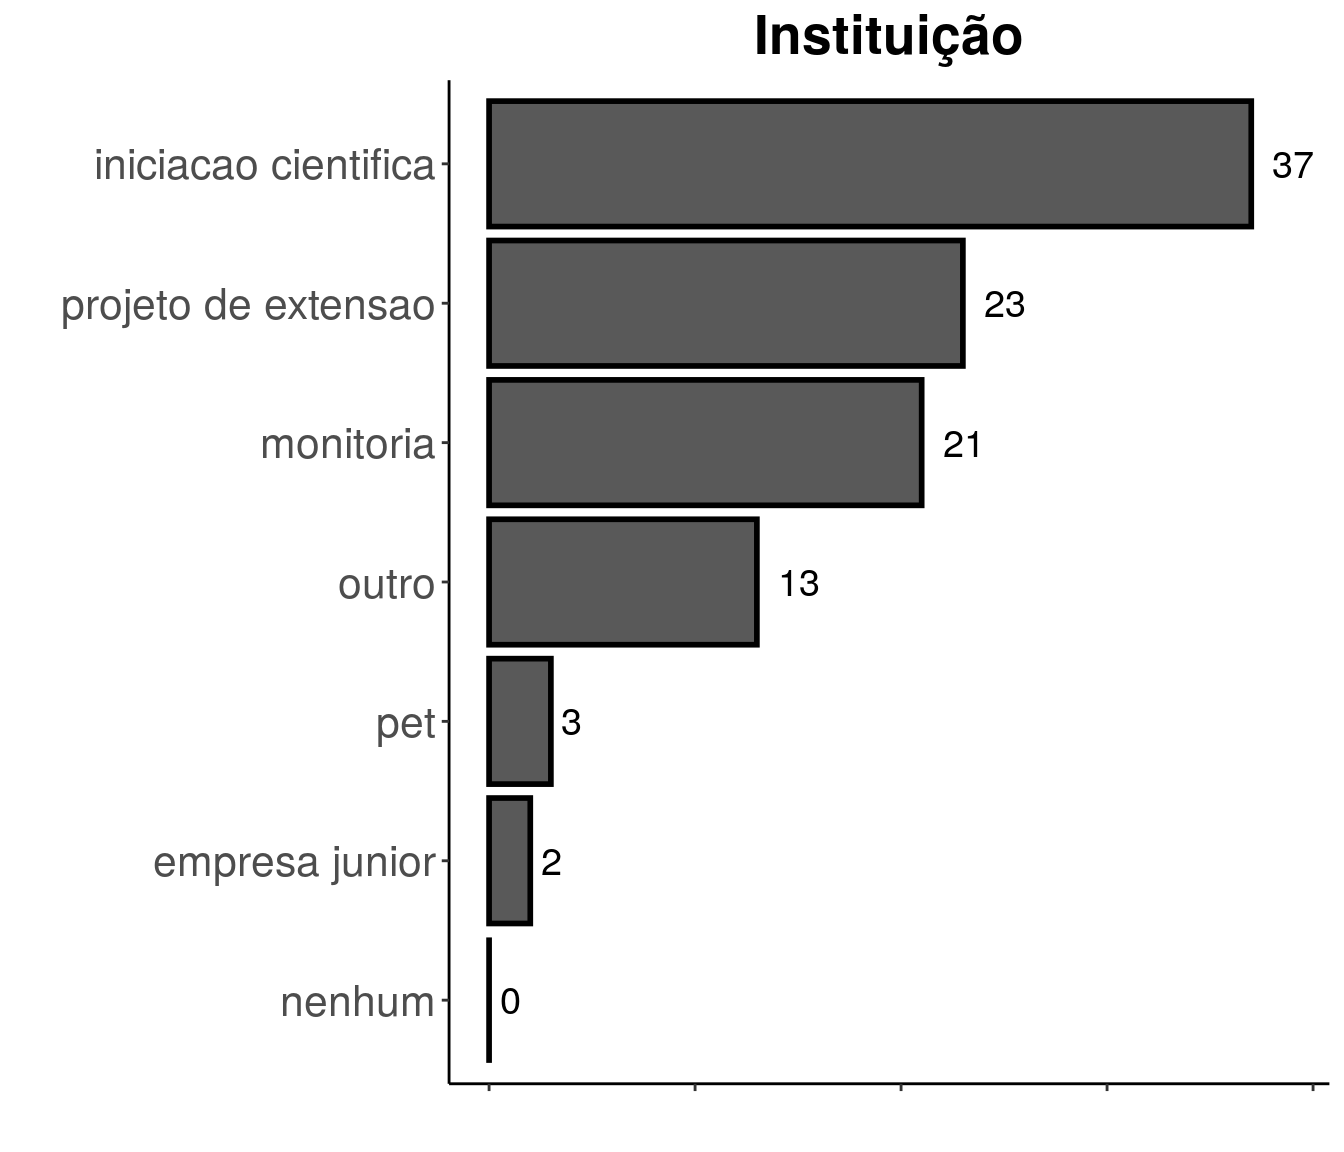 Instituição
iniciacao cientifica 37
projeto de extensao 23
monitoria 21
outro 13
pet 3
empresa junior 2
nenhum 0